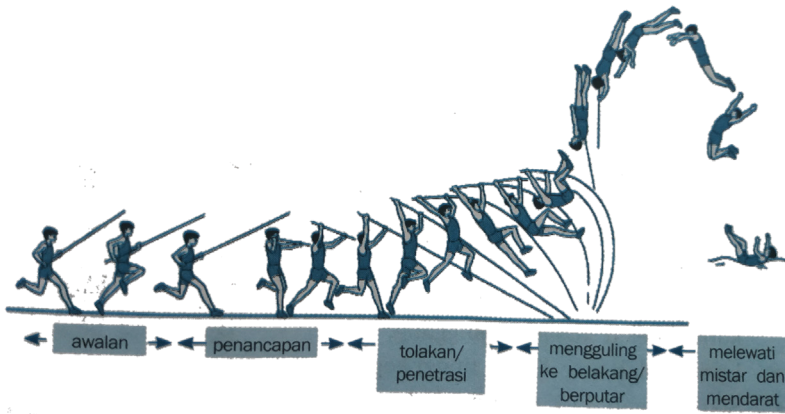 awalan
penancapan
tolakan/
penetrasi
mengguling
ke belakang/
berputar
melewati
mistar dan
mendarat